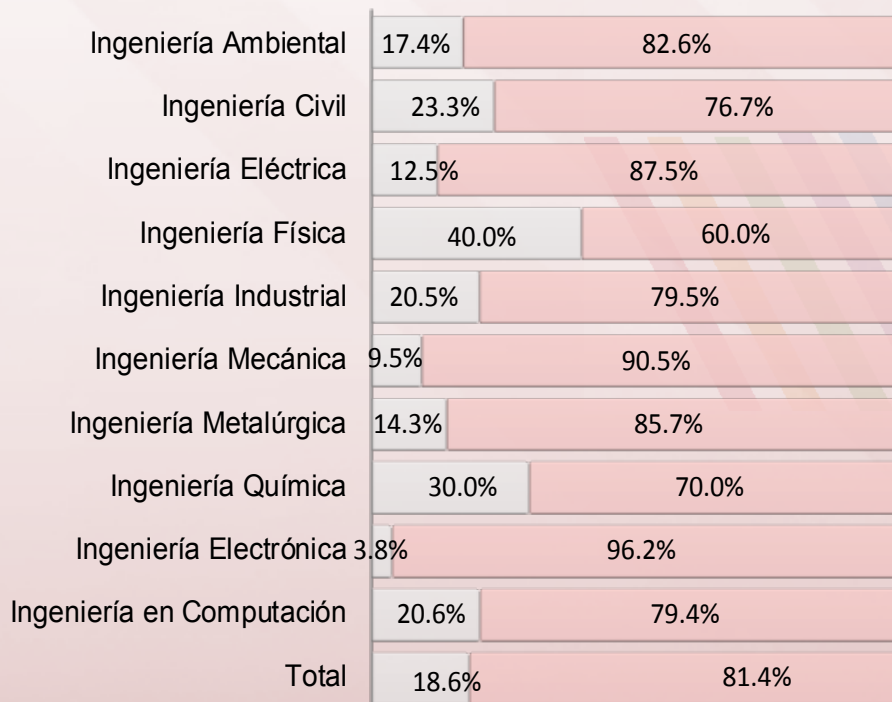 Ingeniería Ambiental 17.4% 82.6%
Ingeniería Civil 23.3% 76.7%
Ingeniería Eléctrica 12.5% 87.5%
Ingeniería Física 40.0% 60.0%
Ingeniería Industrial 20.5% 79.5%
Ingeniería Mecánica 9.5% 90.5%
Ingeniería Metalúrgica 14.3% 85.7%
Ingeniería Química 30.0% 70.0%
Ingeniería Electrónica 3.8% 96.2%
Ingeniería en Computación 20.6% 79.4%
Total 18.6% 81.4%